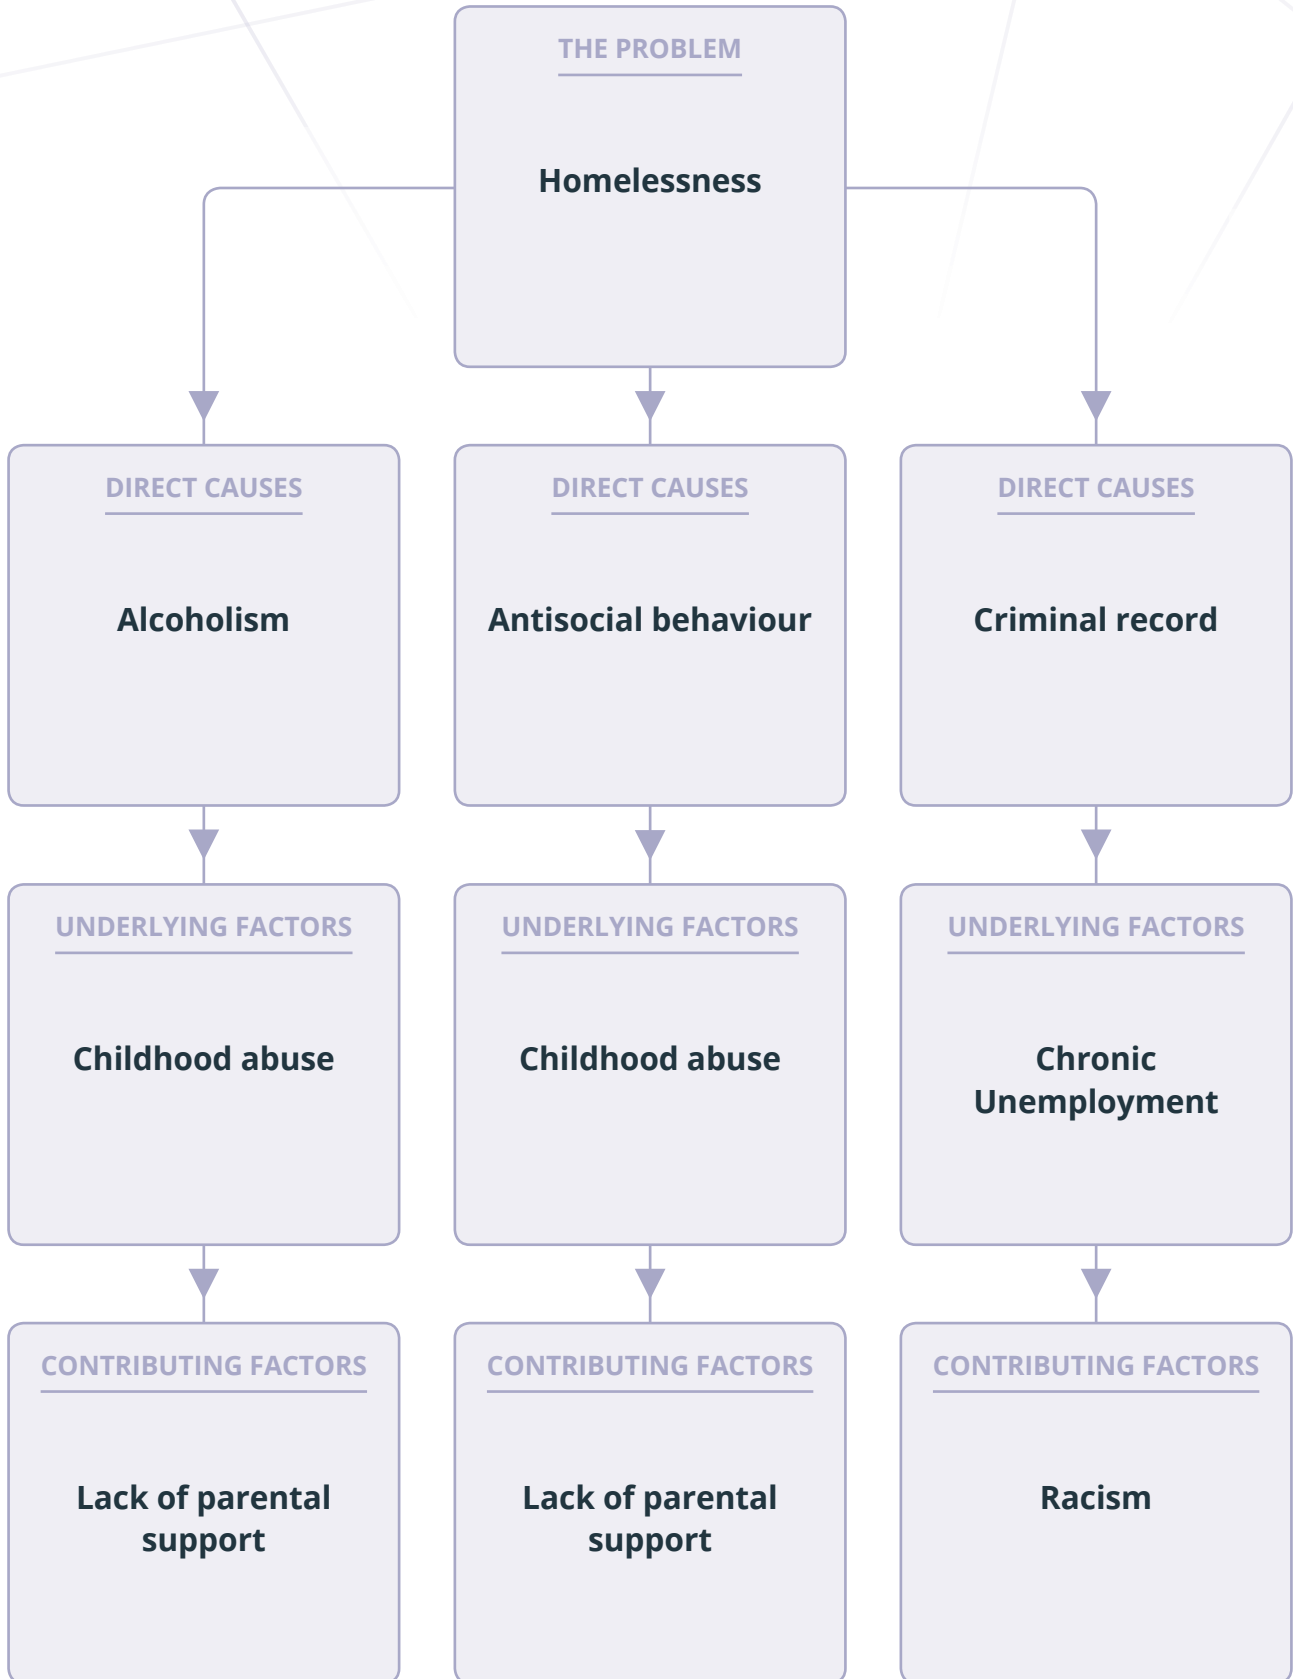 THE PROBLEM
Homelessness
DIRECT CAUSES
Alcoholism
DIRECT CAUSES
Antisocial behaviour
DIRECT CAUSES
Criminal record
UNDERLYING FACTORS
Childhood abuse
UNDERLYING FACTORS
Childhood abuse
UNDERLYING FACTORS
Chronic
Unemployment
CONTRIBUTING FACTORS
Lack of parental
support
CONTRIBUTING FACTORS
Lack of parental
support
CONTRIBUTING FACTORS
Racism